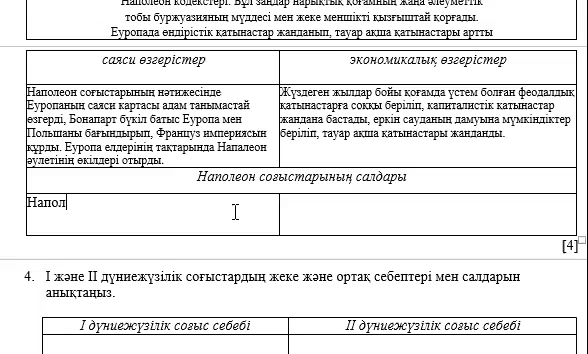 Наполеон кодекстері. Бұл заңдар нарықтық қоғамның жаңа әлеуметтік
тобы буржуазияның мүддесі мен жеке меншікті қызғыштай қорғады.
Еуропада өндірістік қатынастар жанданып, тауар ақша қатынастары артты
саяси өзгерістер
экономикалық өзгерістер
Наполеон соғыстарының нәтижесінде
Еуропаның саяси картасы адам танымастай
өзгерді, Бонапарт бүкіл батыс Еуропа мен
Польшаны бағындырып, Француз империясын
құрды. Еуропа елдерінің тақтарында Напалеон
әулетінің өкілдері отырды.
Жүздеген жылдар бойы қоғамда үстем болған феодалдық
қатынастарға соққы беріліп, капиталистік қатынастар
жандана бастады, еркін сауданың дамуына мүмкіндіктер
беріліп, тауар ақша қатынастары жанданды.
Наполеон соғыстарының салдары
Напол
[4]
4. I және II дүниежүзілік соғыстардың жеке және ортақ себептері мен салдарын
анықтаңыз.
I дүниежүзілік соғыс себебі
II дүниежүзілік соғыс себебі